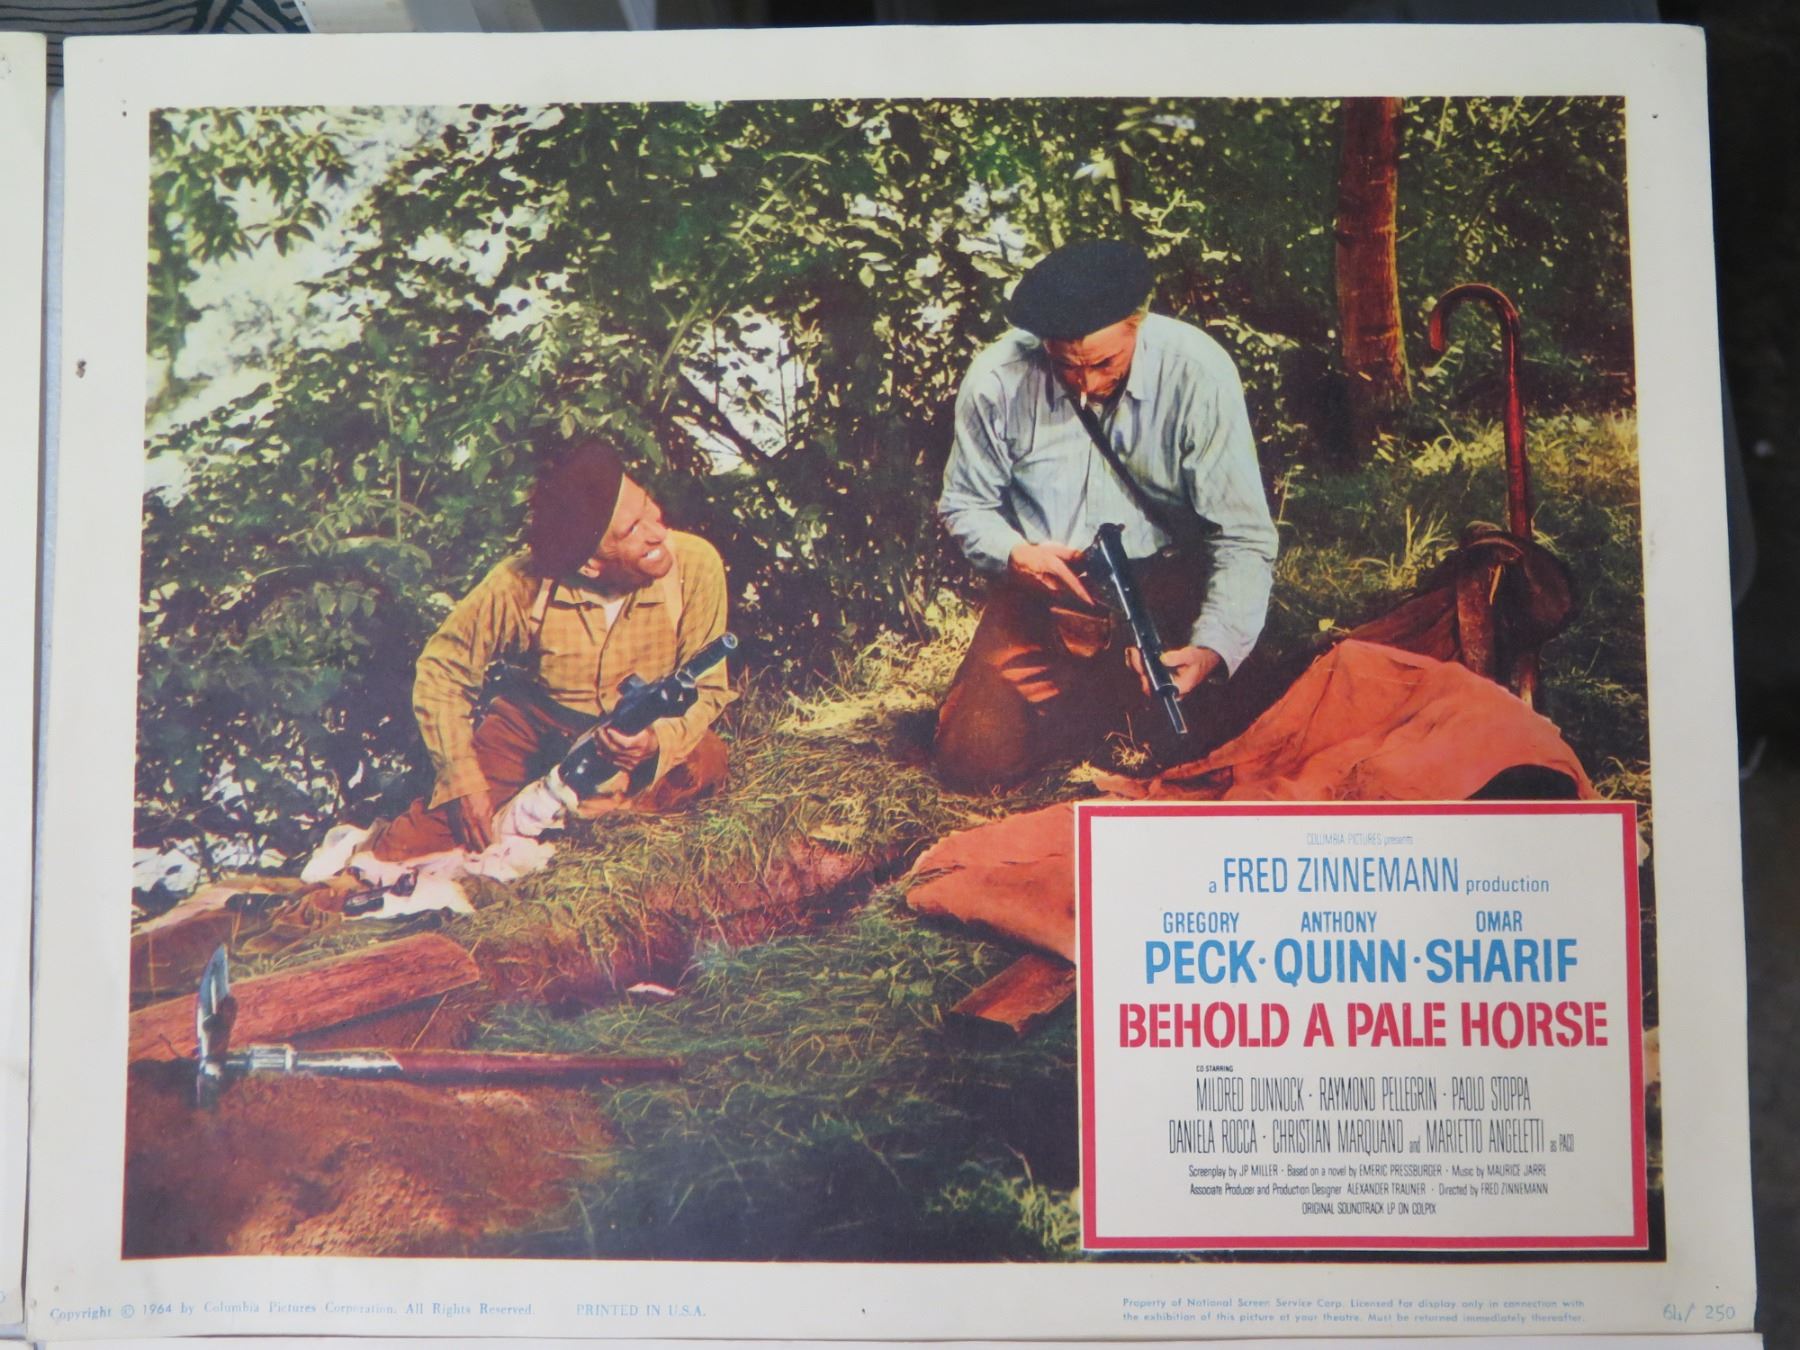 COLUMBIA PICTURES presents
a FRED ZINNEMANN production
GREGORY ANTHONY OMAR
PECK · QUINN · SHARIF
BEHOLD A PALE HORSE
CO STARRING
MILDRED DUNNOCK · RAYMOND PELLEGRIN · PAOLO STOPPA
DANIELA ROCCA · CHRISTIAN MARQUAND and MARIETTO ANGELETTI as PACO
Screenplay by JP MILLER · Based on a novel by EMERIC PRESSBURGER · Music by MAURICE JARRE
Associate Producer and Production Designer ALEXANDER TRAUNER · Directed by FRED ZINNEMANN
ORIGINAL SOUNDTRACK LP ON COLPIX
Copyright © 1964 by Columbia Pictures Corporation. All Rights Reserved. PRINTED IN U.S.A.
Property of National Screen Service Corp. Licensed for display only in connection with
the exhibition of this picture at your theatre. Must be returned immediately thereafter.
64/ 250